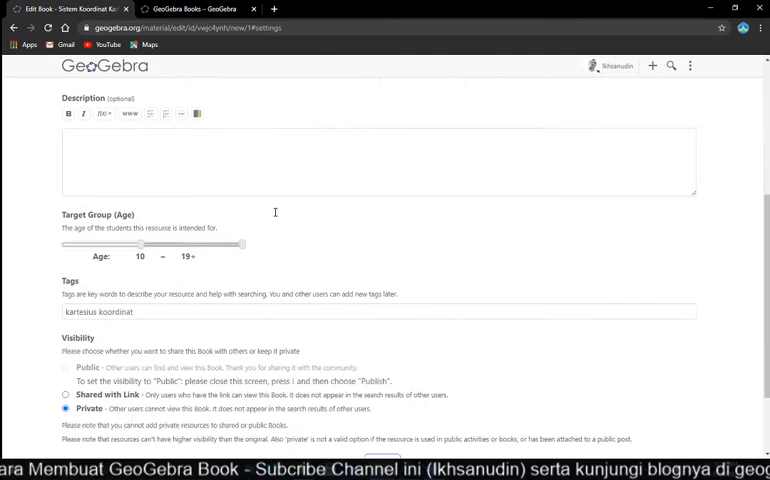 Edit Book - Sistem Koordinat Kar
GeoGebra Books – GeoGebra
geogebra.org/material/edit/id/vwjc4ynh/new/1#settings
Apps Gmail YouTube Maps
GeoGebra
Ikhsanudin
Description (optional)
B I f(x) = www
Target Group (Age)
The age of the students this resource is intended for.
Age: 10 – 19+
Tags
Tags are key words to describe your resource and help with searching. You and other users can add new tags later.
kartesius koordinat
Visibility
Please choose whether you want to share this Book with others or keep it private
Public - Other users can find and view this Book. Thank you for sharing it with the community.
To set the visibility to "Public": please close this screen, press ⋮ and then choose "Publish".
Shared with Link - Only users who have the link can view this Book. It does not appear in the search results of other users.
Private - Other users cannot view this Book. It does not appear in the search results of other users.
Please note that you cannot add private resources to shared or public Books.
Please note that resources can't have higher visibility than the original. Also 'private' is not a valid option if the resource is used in public activities or books, or has been attached to a public post.
ara Membuat GeoGebra Book - Subcribe Channel ini (Ikhsanudin) serta kunjungi blognya di geog